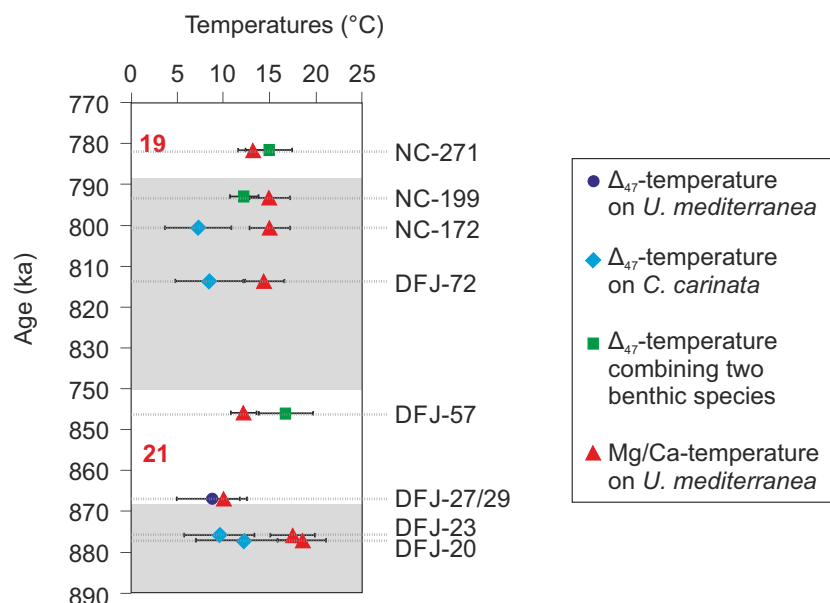 Temperatures (°C)
0 5 10 15 20 25
Age (ka)
770
780
790
800
810
820
830
750
850
860
870
880
890
19
21
NC-271
NC-199
NC-172
DFJ-72
DFJ-57
DFJ-27/29
DFJ-23
DFJ-20
Δ47-temperature
on U. mediterranea
Δ47-temperature
on C. carinata
Δ47-temperature
combining two
benthic species
Mg/Ca-temperature
on U. mediterranea